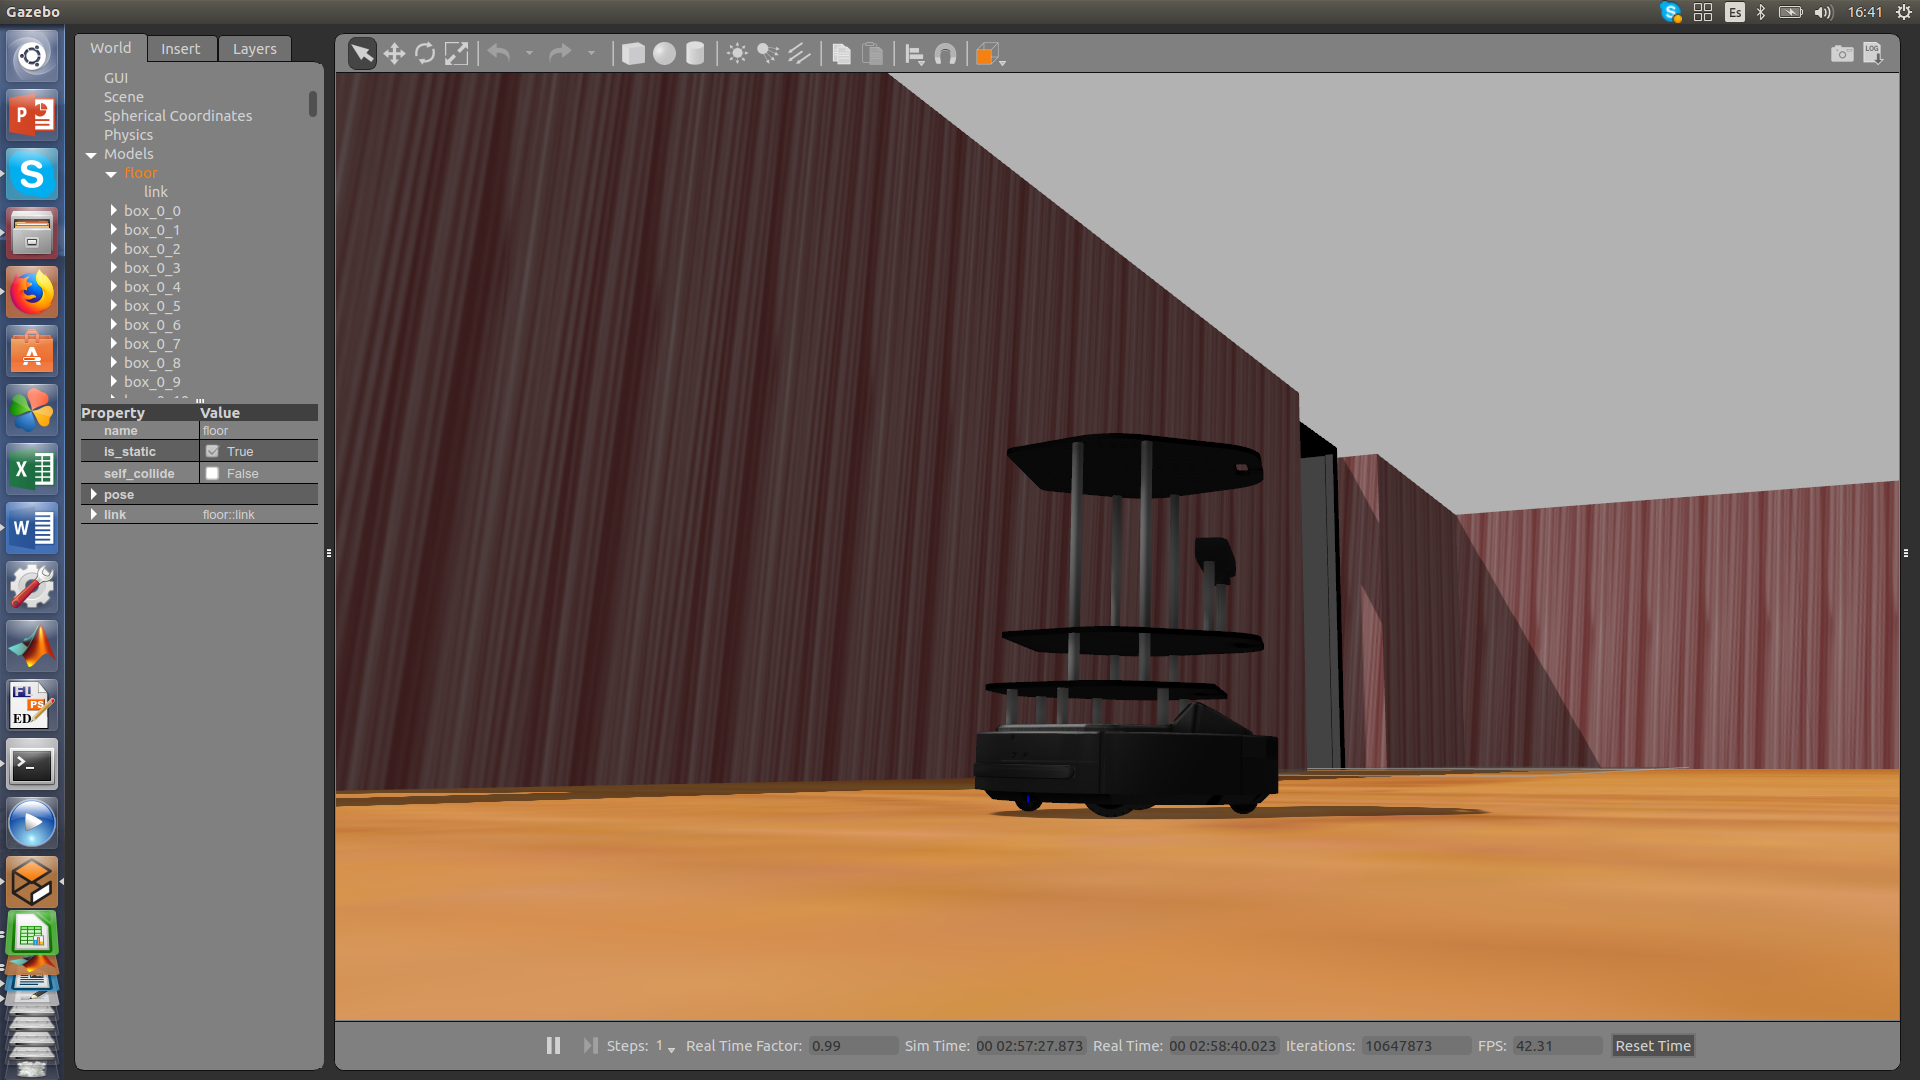 Gazebo
Es
16:41
World Insert Layers
LOG
GUI
Scene
Spherical Coordinates
Physics
Models
floor
link
box_0_0
box_0_1
box_0_2
box_0_3
box_0_4
box_0_5
box_0_6
box_0_7
box_0_8
box_0_9
Property Value
name floor
is_static True
self_collide False
pose
link floor::link
Steps: 1 Real Time Factor: 0.99 Sim Time: 00 02:57:27.873 Real Time: 00 02:58:40.023 Iterations: 10647873 FPS: 42.31 Reset Time